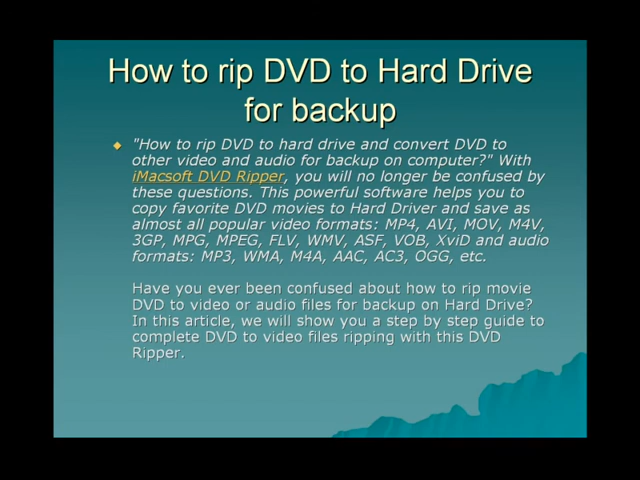 How to rip DVD to Hard Drive
for backup
"How to rip DVD to hard drive and convert DVD to
other video and audio for backup on computer?" With
iMacsoft DVD Ripper, you will no longer be confused by
these questions. This powerful software helps you to
copy favorite DVD movies to Hard Driver and save as
almost all popular video formats: MP4, AVI, MOV, M4V,
3GP, MPG, MPEG, FLV, WMV, ASF, VOB, XviD and audio
formats: MP3, WMA, M4A, AAC, AC3, OGG, etc.
Have you ever been confused about how to rip movie
DVD to video or audio files for backup on Hard Drive?
In this article, we will show you a step by step guide to
complete DVD to video files ripping with this DVD
Ripper.